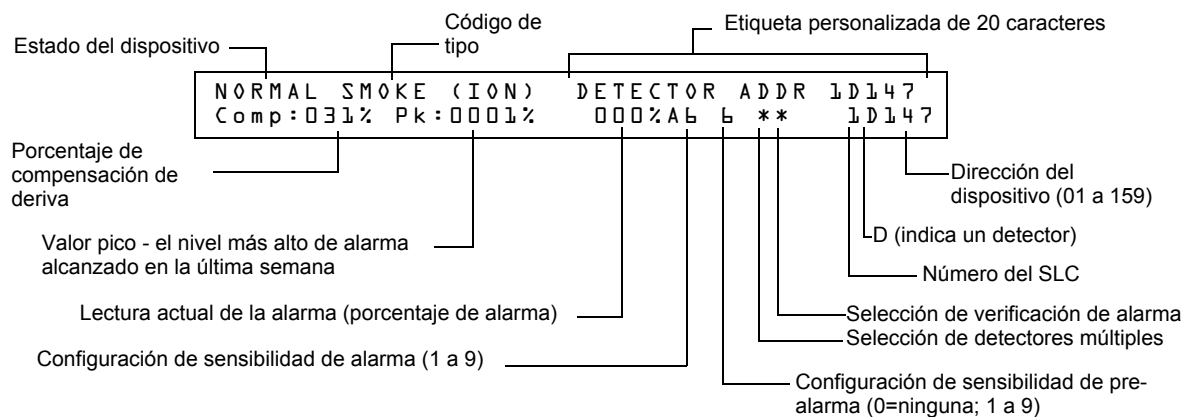 Código de
tipo
Etiqueta personalizada de 20 caracteres
Estado del dispositivo
NORMAL SMOKE (ION) DETECTOR ADDR 1D147
Comp:031% Pk:0001% 000%A6 6 ** 1D147
Porcentaje de
compensación de
deriva
Dirección del
dispositivo (01 a 159)
Valor pico - el nivel más alto de alarma
alcanzado en la última semana
D (indica un detector)
Número del SLC
Lectura actual de la alarma (porcentaje de alarma)
Selección de verificación de alarma
Selección de detectores múltiples
Configuración de sensibilidad de alarma (1 a 9)
Configuración de sensibilidad de pre-
alarma (0=ninguna; 1 a 9)